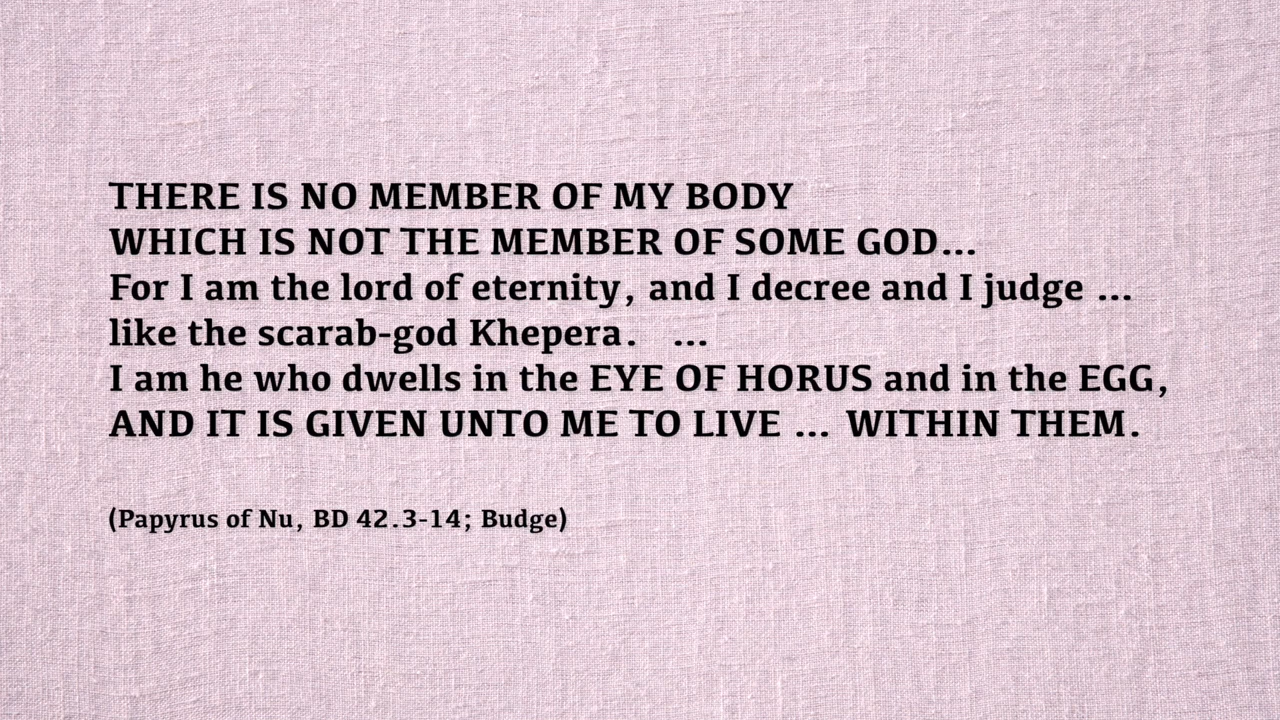 THERE IS NO MEMBER OF MY BODY
WHICH IS NOT THE MEMBER OF SOME GOD...
For I am the lord of eternity, and I decree and I judge ...
like the scarab-god Khepera. ...
I am he who dwells in the EYE OF HORUS and in the EGG,
AND IT IS GIVEN UNTO ME TO LIVE ... WITHIN THEM.
(Papyrus of Nu, BD 42.3-14; Budge)